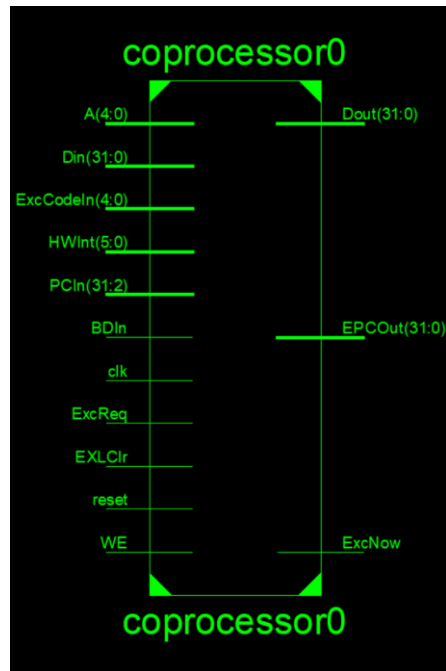 coprocessor0
A(4:0)
Dout(31:0)
Din(31:0)
ExcCodeIn(4:0)
HWInt(5:0)
PCIn(31:2)
BDIn
EPCOut(31:0)
clk
ExcReq
EXLClr
reset
WE
ExcNow
coprocessor0